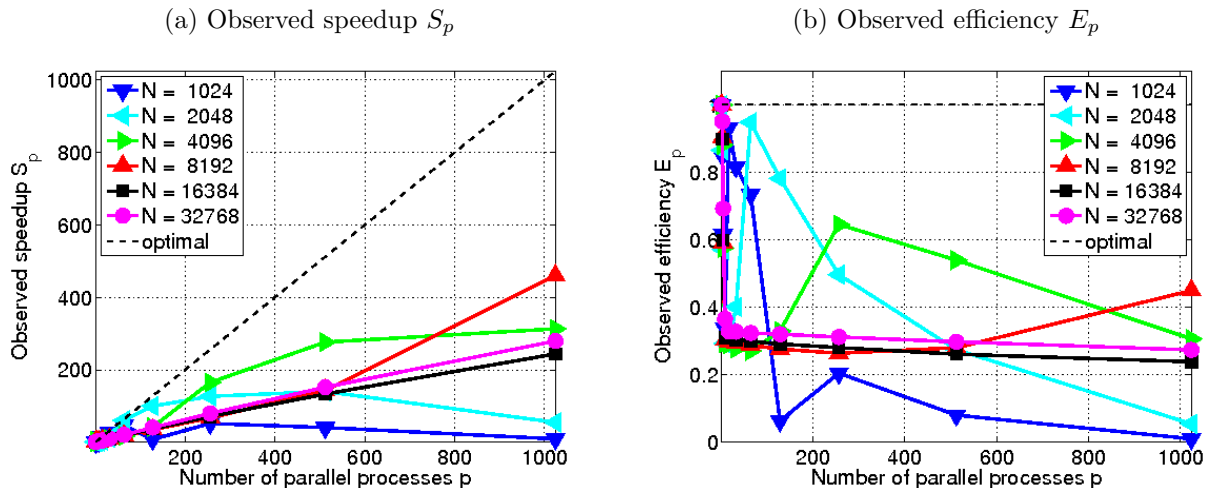 (a) Observed speedup Sp
1000
800
600
400
200
200
400
600
800
1000
Observed speedup Sp
Number of parallel processes p
N = 1024
N = 2048
N = 4096
N = 8192
N = 16384
N = 32768
optimal
(b) Observed efficiency Ep
1
0.8
0.6
0.4
0.2
0
200
400
600
800
1000
Observed efficiency Ep
Number of parallel processes p
N = 1024
N = 2048
N = 4096
N = 8192
N = 16384
N = 32768
optimal